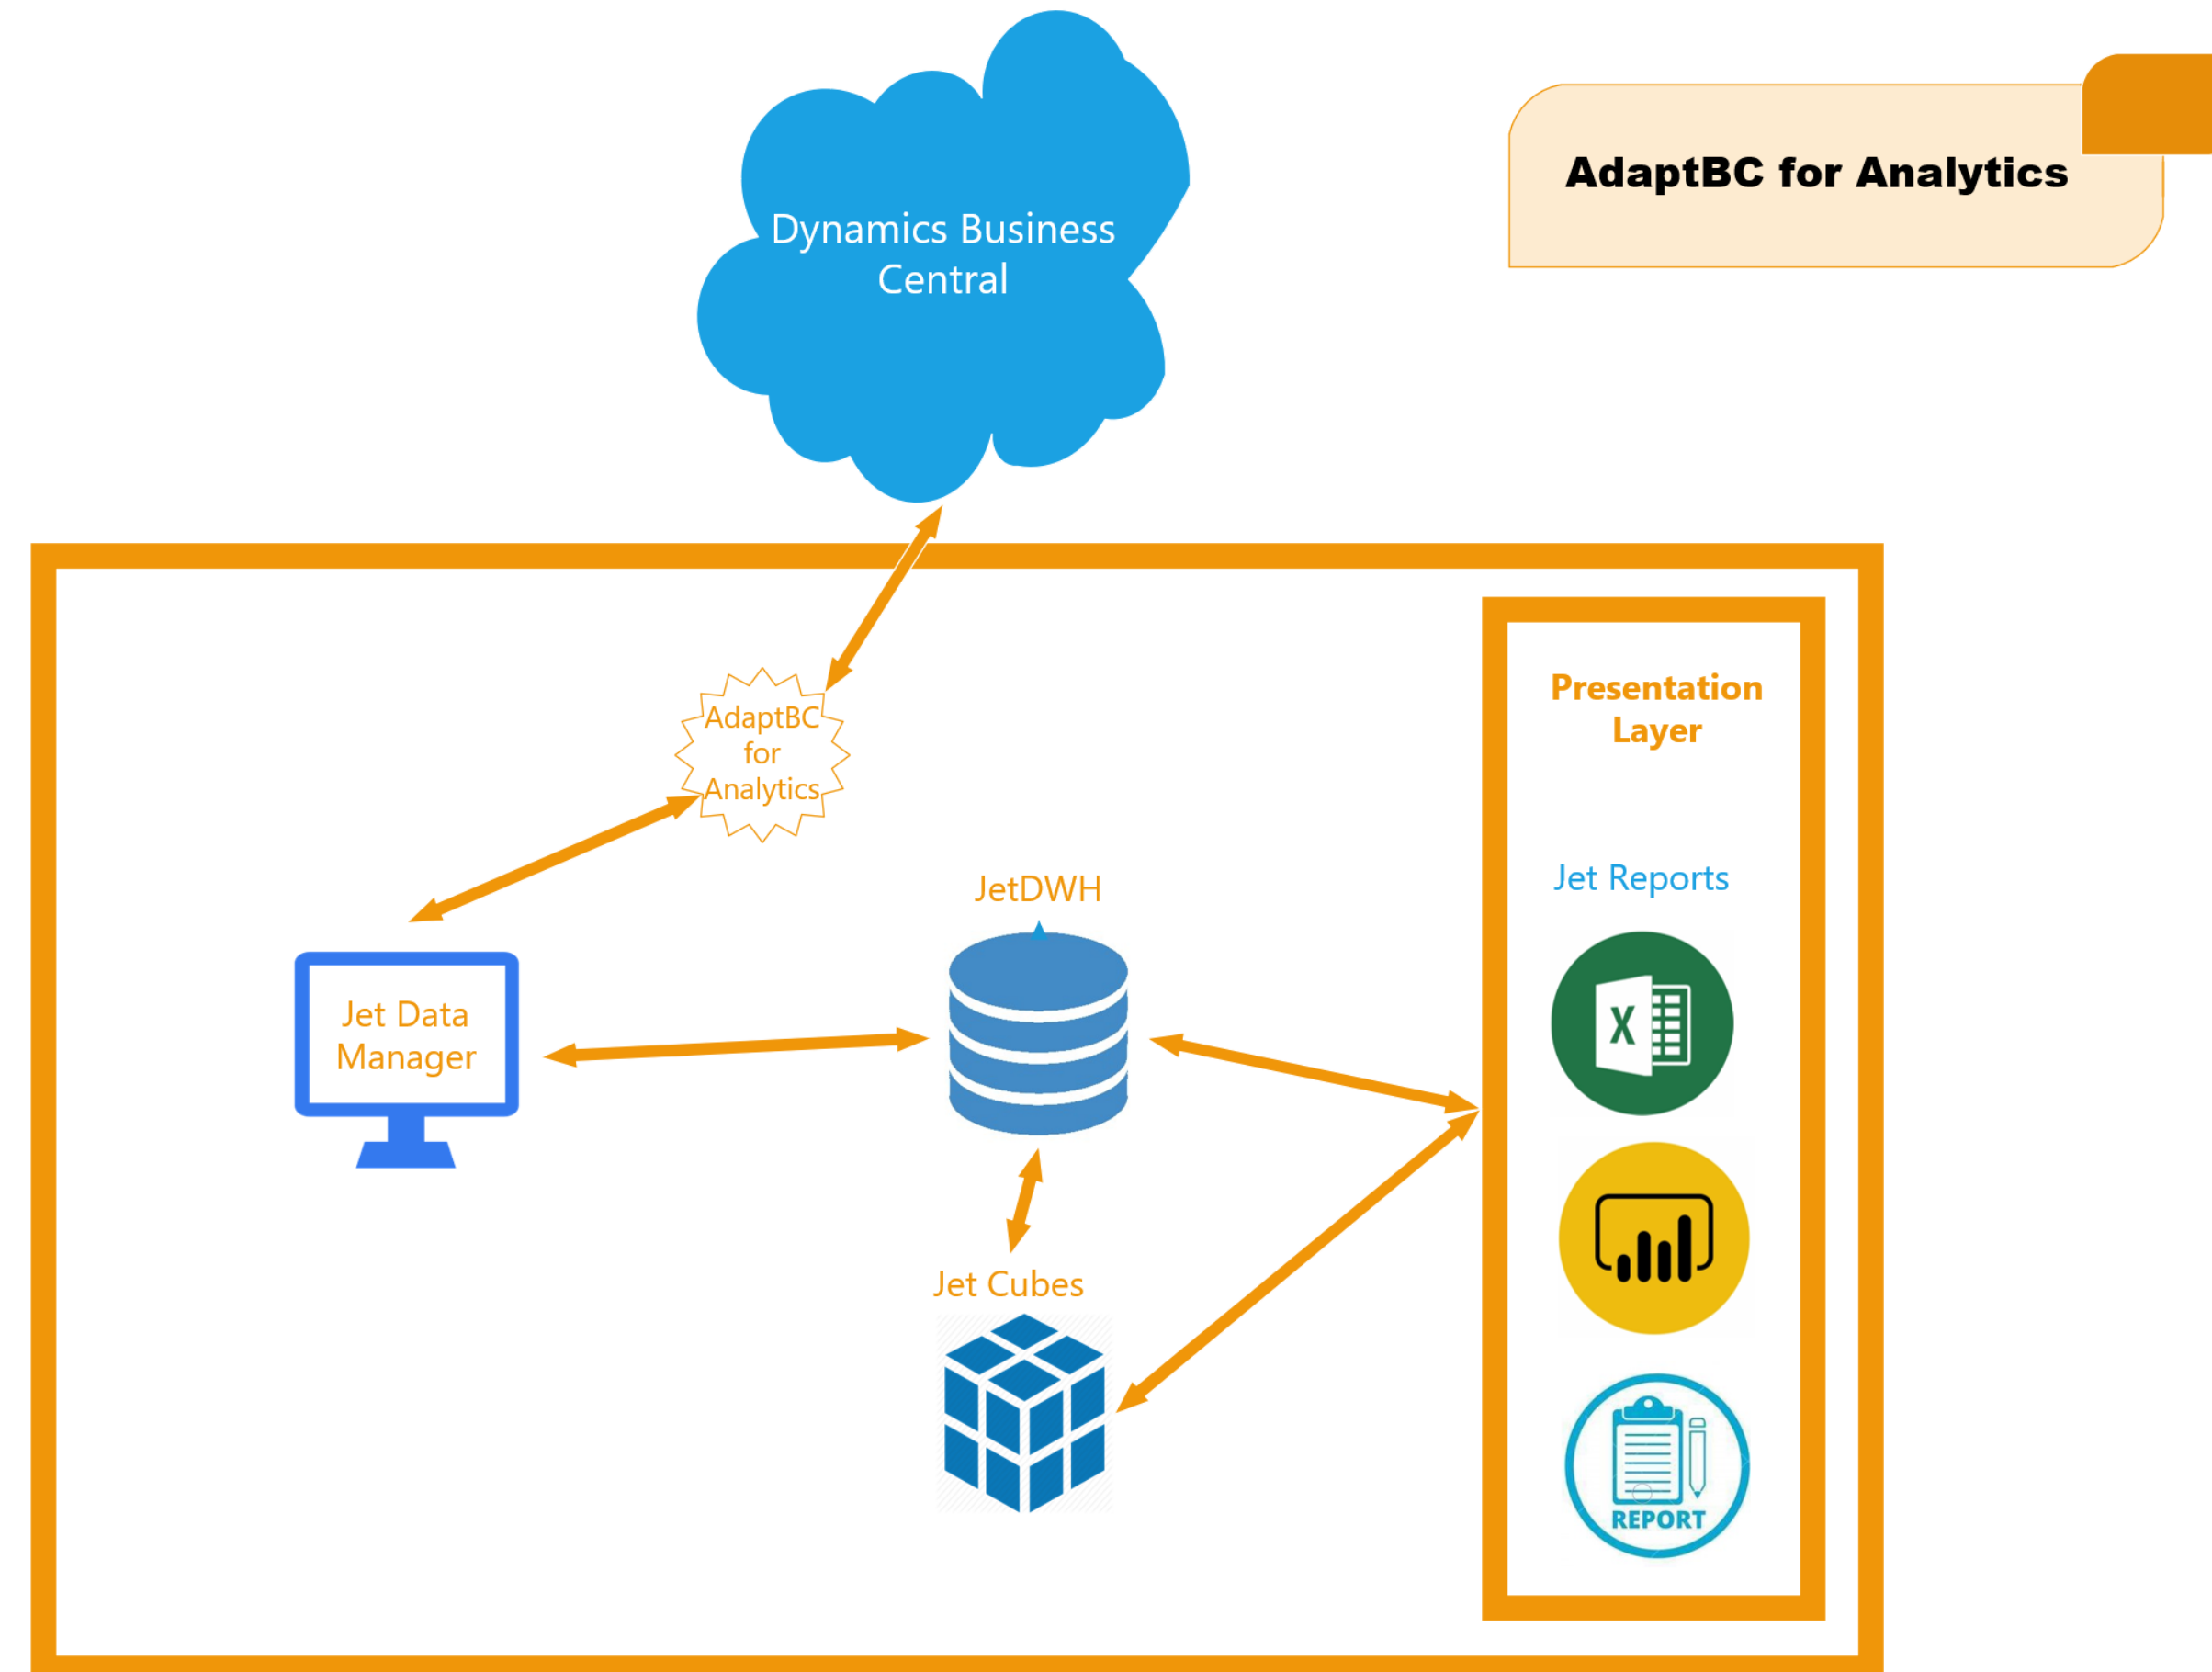 AdaptBC for Analytics
Dynamics Business
Central
AdaptBC
for
Analytics
Presentation
Layer
Jet Reports
JetDWH
Jet Data
Manager
X
Jet Cubes
REPORT